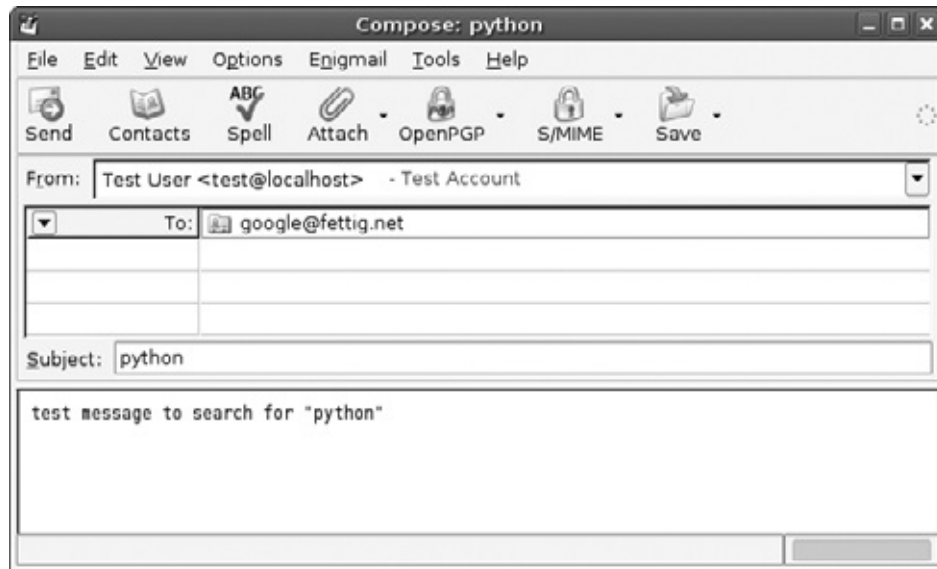 Compose: python
File Edit View Options Enigmail Tools Help
ABC
Send Contacts Spell Attach OpenPGP S/MIME Save
From: Test User <test@localhost> - Test Account
To: google@fettig.net
Subject: python
test message to search for "python"